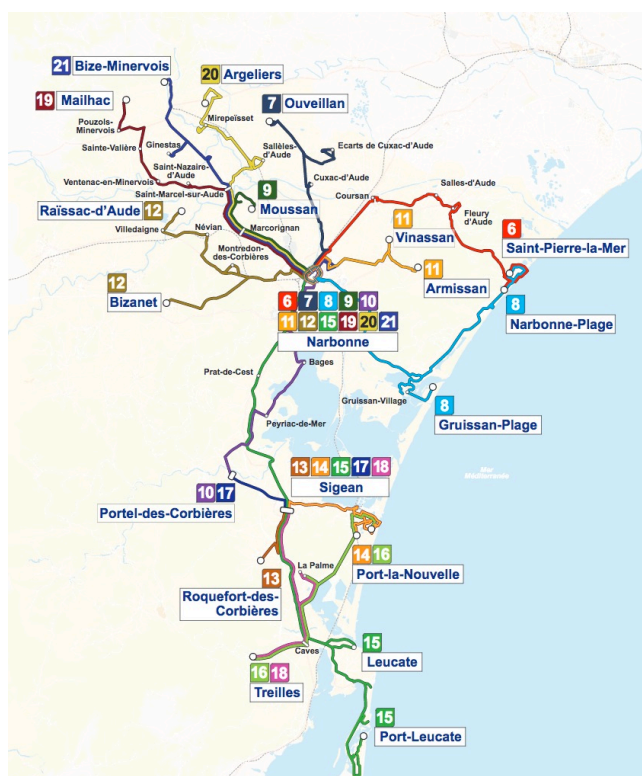 21 Bize-Minervois
20 Argeliers
19 Mailhac
7 Ouveillan
Pouzols-
Minervois
Mirepeïsset
Sainte-Valière
Ginestas
Sallèles-
d'Aude
Ecarts de Cuxac-d'Aude
Saint-Nazaire-
d'Aude
Ventenac-en-Minervois
Saint-Marcel-sur-Aude
Cuxac-d'Aude
9
Moussan
Coursan
Salles-d'Aude
Fleury
d'Aude
Raïssac-d'Aude 12
Villedaigne
Névian
Marcorignan
Montredon-
des-Corbières
11
Vinassan
6
Saint-Pierre-la-Mer
11
Armissan
12
Bizanet
8
Narbonne-Plage
6 7 8 9 10
11 12 15 19 20 21
Narbonne
Prat-de-Cest
Bages
Gruissan-Village
8
Gruissan-Plage
Peyriac-de-Mer
Mer
Méditerranée
13 14 15 17 18
Sigean
10 17
Portel-des-Corbières
14 16
Port-la-Nouvelle
La Palme
13
Roquefort-des-
Corbières
Caves
15
Leucate
16 18
Treilles
15
Port-Leucate